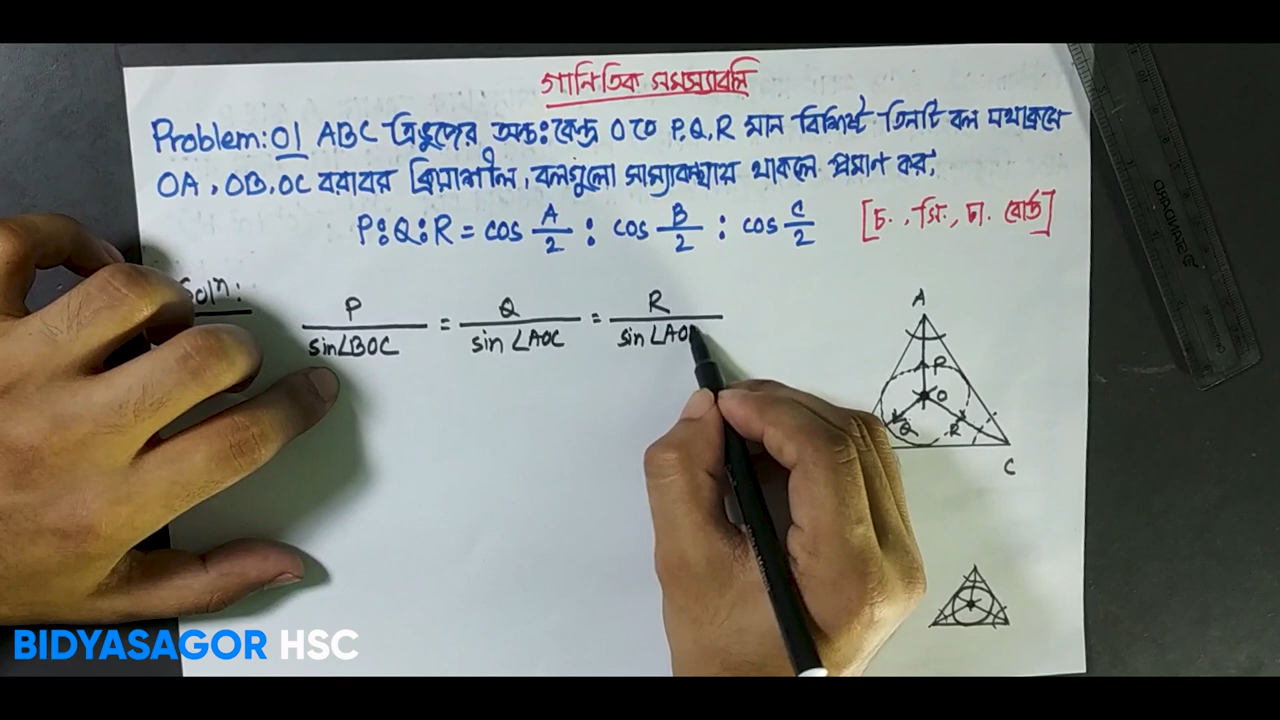 গানিতিক সমস্যাবলি
Problem: 01 ABC ত্রিভুজের অন্ত:কেন্দ্র O তে P, Q, R মান বিশিষ্ট তিনটি বল যথাক্রমে
OA, OB, OC বরাবর ক্রিয়াশীল, বলগুলো সাম্যাবস্থায় থাকলে প্রমাণ কর,
P:Q:R = cos A/2 : cos B/2 : cos C/2 [চ., সি., ঢা. বোর্ড]
Solⁿ:
P/sin∠BOC = Q/sin∠AOC = R/sin∠AO
A
P
O
Q R
C
STANDARD
BIDYASAGOR HSC